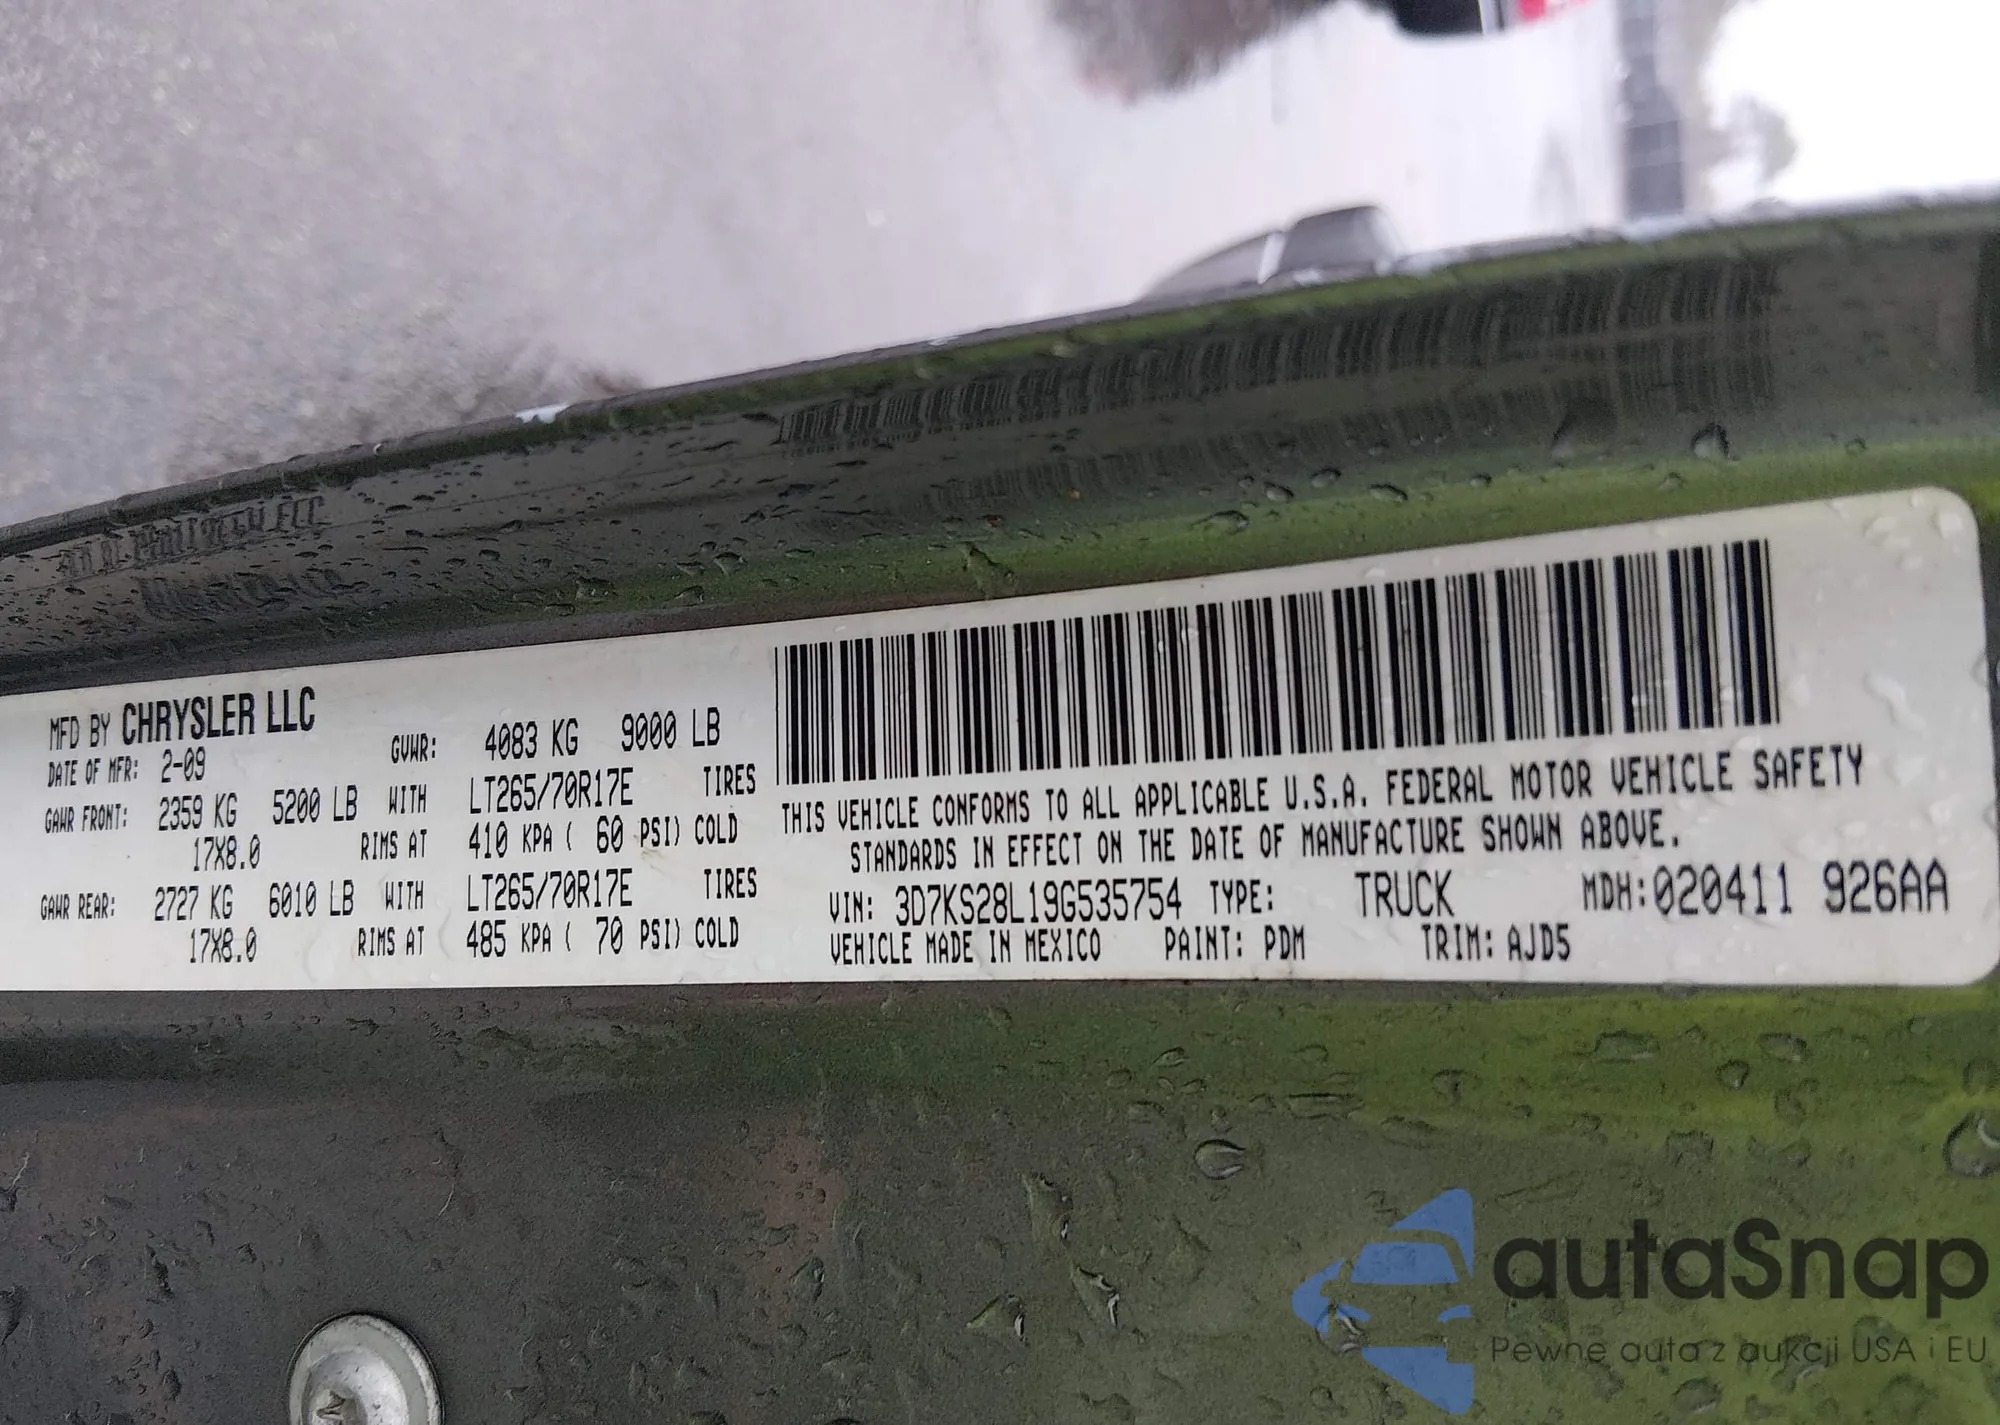 MFD BY CHRYSLER LLC
DATE OF MFR: 2-09 GVWR: 4083 KG 9000 LB
GAWR FRONT: 2359 KG 5200 LB WITH LT265/70R17E TIRES
17X8.0 RIMS AT 410 KPA ( 60 PSI) COLD
GAWR REAR: 2727 KG 6010 LB WITH LT265/70R17E TIRES
17X8.0 RIMS AT 485 KPA ( 70 PSI) COLD
THIS VEHICLE CONFORMS TO ALL APPLICABLE U.S.A. FEDERAL MOTOR VEHICLE SAFETY
STANDARDS IN EFFECT ON THE DATE OF MANUFACTURE SHOWN ABOVE.
VIN: 3D7KS28L19G535754 TYPE: TRUCK MDH:020411 926AA
VEHICLE MADE IN MEXICO PAINT: PDM TRIM: AJD5
autaSnap
Pewne auta z aukcji USA i EU